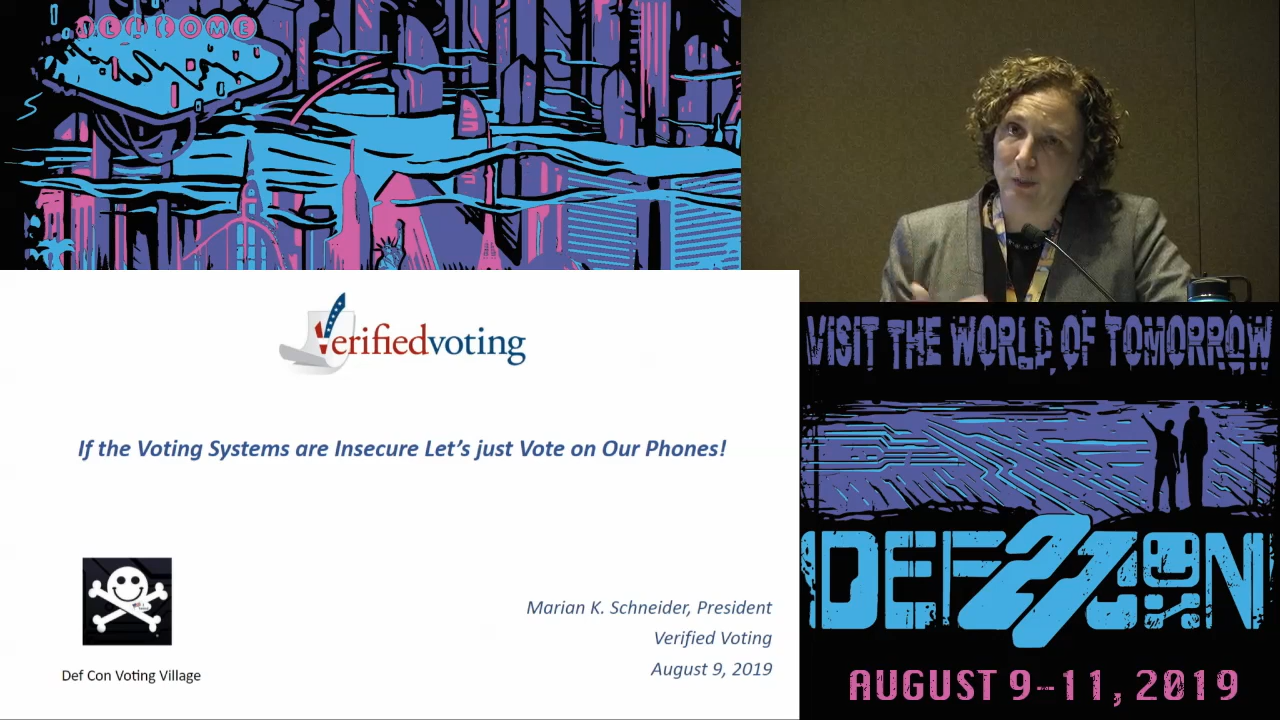 WELCOME
Verifiedvoting
If the Voting Systems are Insecure Let's just Vote on Our Phones!
Marian K. Schneider, President
Verified Voting
August 9, 2019
Def Con Voting Village
VISIT THE WORLD OF TOMORROW
DEF 27 CON
AUGUST 9-11, 2019